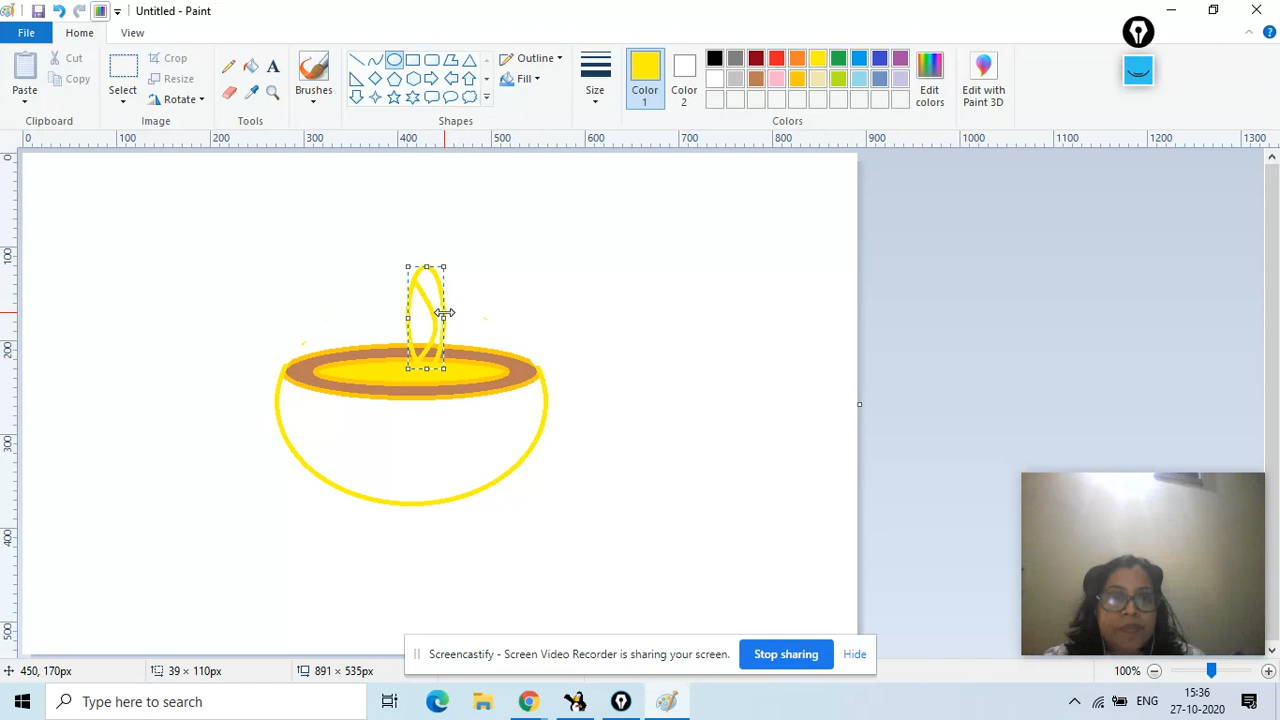 Untitled - Paint
File
Home
View
Paste
Cut
Copy
Clipboard
Select
Crop
Resize
Rotate
Image
A
Tools
Brushes
Outline
Fill
Shapes
Size
Color 1
Color 2
Colors
Edit colors
Edit with Paint 3D
0 100 200 300 400 500 600 700 800 900 1000 1100 1200 1300
0
100
200
300
400
500
450, 170px
39 × 110px
891 × 535px
100%
Screencastify - Screen Video Recorder is sharing your screen.
Stop sharing
Hide
Type here to search
ENG
15:36
27-10-2020